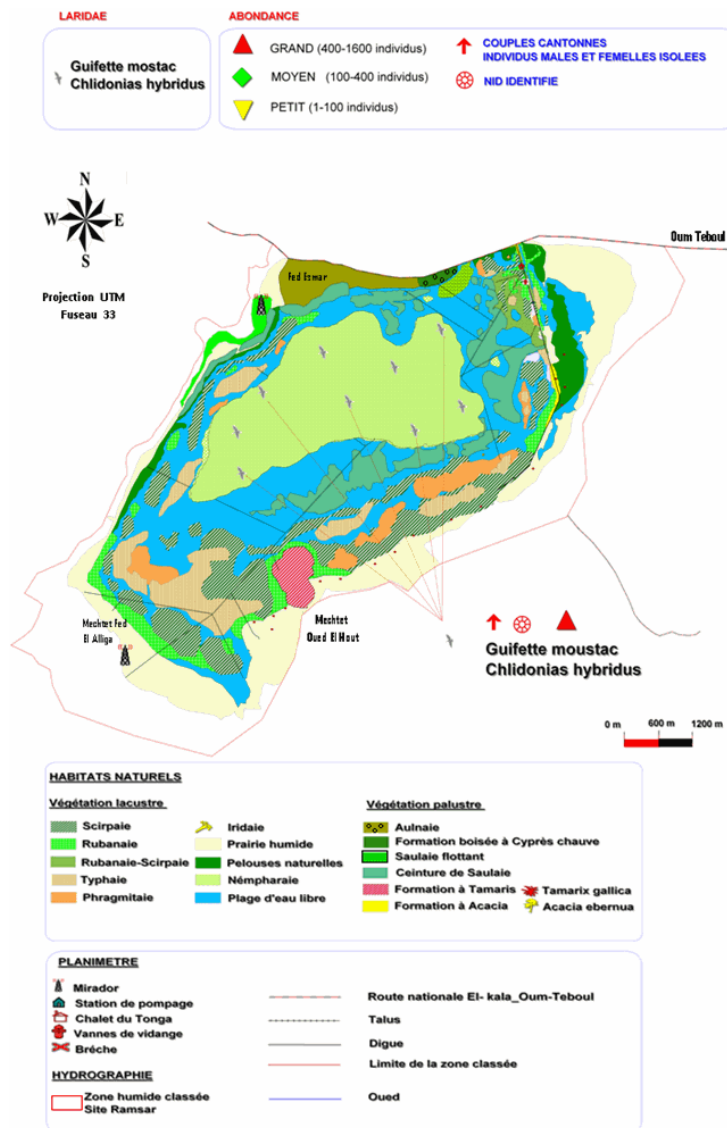 LARIDAE
Guifette mostac
Chlidonias hybridus
ABONDANCE
GRAND (400-1600 individus)
MOYEN (100-400 individus)
PETIT (1-100 individus)
COUPLES CANTONNES
INDIVIDUS MALES ET FEMELLES ISOLEES
NID IDENTIFIE
N
W E
S
Projection UTM
Fuseau 33
Oum Teboul
Mechtet Fed
El Alliga
Mechtet
Oued El Hout
Guifette moustac
Chlidonias hybridus
0 m 600 m 1200 m
HABITATS NATURELS
Végétation lacustre
Scirpaie
Rubanaie
Rubanaie-Scirpaie
Typhaie
Phragmitaie
Iridaie
Prairie humide
Pelouses naturelles
Némpharaie
Plage d'eau libre
Végétation palustre
Aulnaie
Formation boisée à Cyprès chauve
Saulaie flottant
Ceinture de Saulaie
Formation à Tamaris
Formation à Acacia
Tamarix gallica
Acacia ebernua
PLANIMETRE
Mirador
Station de pompage
Chalet du Tonga
Vannes de vidange
Bréche
Route nationale El- kala_Oum-Teboul
Talus
Digue
Limite de la zone classée
HYDROGRAPHIE
Zone humide classée
Site Ramsar
Oued